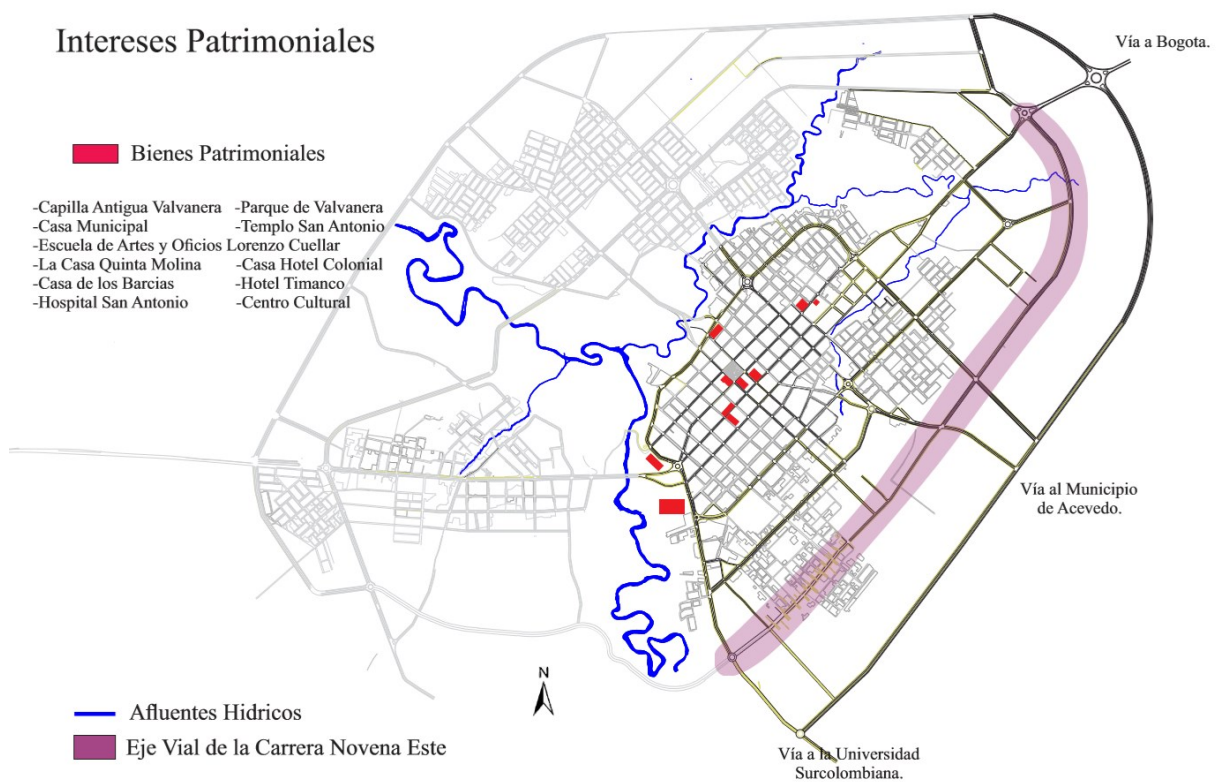 Intereses Patrimoniales
Vía a Bogota.
Bienes Patrimoniales
-Capilla Antigua Valvanera -Parque de Valvanera
-Casa Municipal -Templo San Antonio
-Escuela de Artes y Oficios Lorenzo Cuellar
-La Casa Quinta Molina -Casa Hotel Colonial
-Casa de los Barcias -Hotel Timanco
-Hospital San Antonio -Centro Cultural
Vía al Municipio
de Acevedo.
N
Afluentes Hidricos
Eje Vial de la Carrera Novena Este
Vía a la Universidad
Surcolombiana.